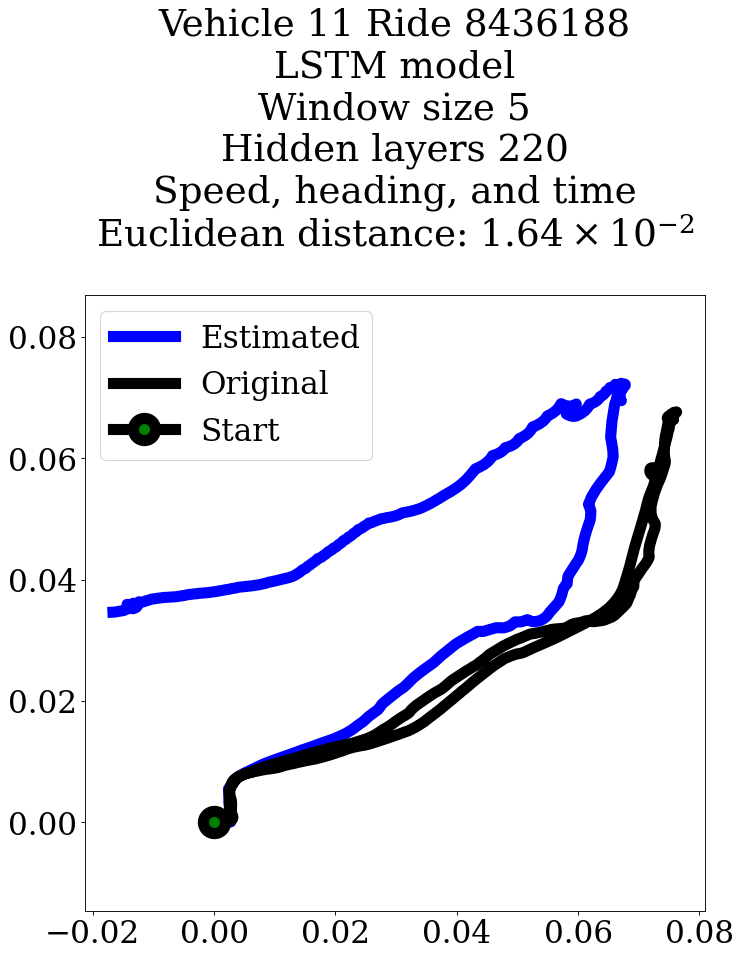 Vehicle 11 Ride 8436188
LSTM model
Window size 5
Hidden layers 220
Speed, heading, and time
Euclidean distance: 1.64 × 10⁻²
Estimated
Original
Start
0.08
0.06
0.04
0.02
0.00
−0.02 0.00 0.02 0.04 0.06 0.08